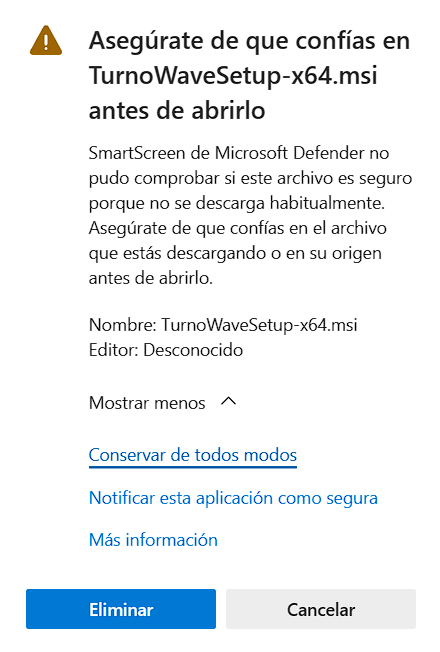 Asegúrate de que confías en
TurnoWaveSetup-x64.msi
antes de abrirlo
SmartScreen de Microsoft Defender no
pudo comprobar si este archivo es seguro
porque no se descarga habitualmente.
Asegúrate de que confías en el archivo
que estás descargando o en su origen
antes de abrirlo.
Nombre: TurnoWaveSetup-x64.msi
Editor: Desconocido
Mostrar menos
Conservar de todos modos
Notificar esta aplicación como segura
Más información
Eliminar
Cancelar